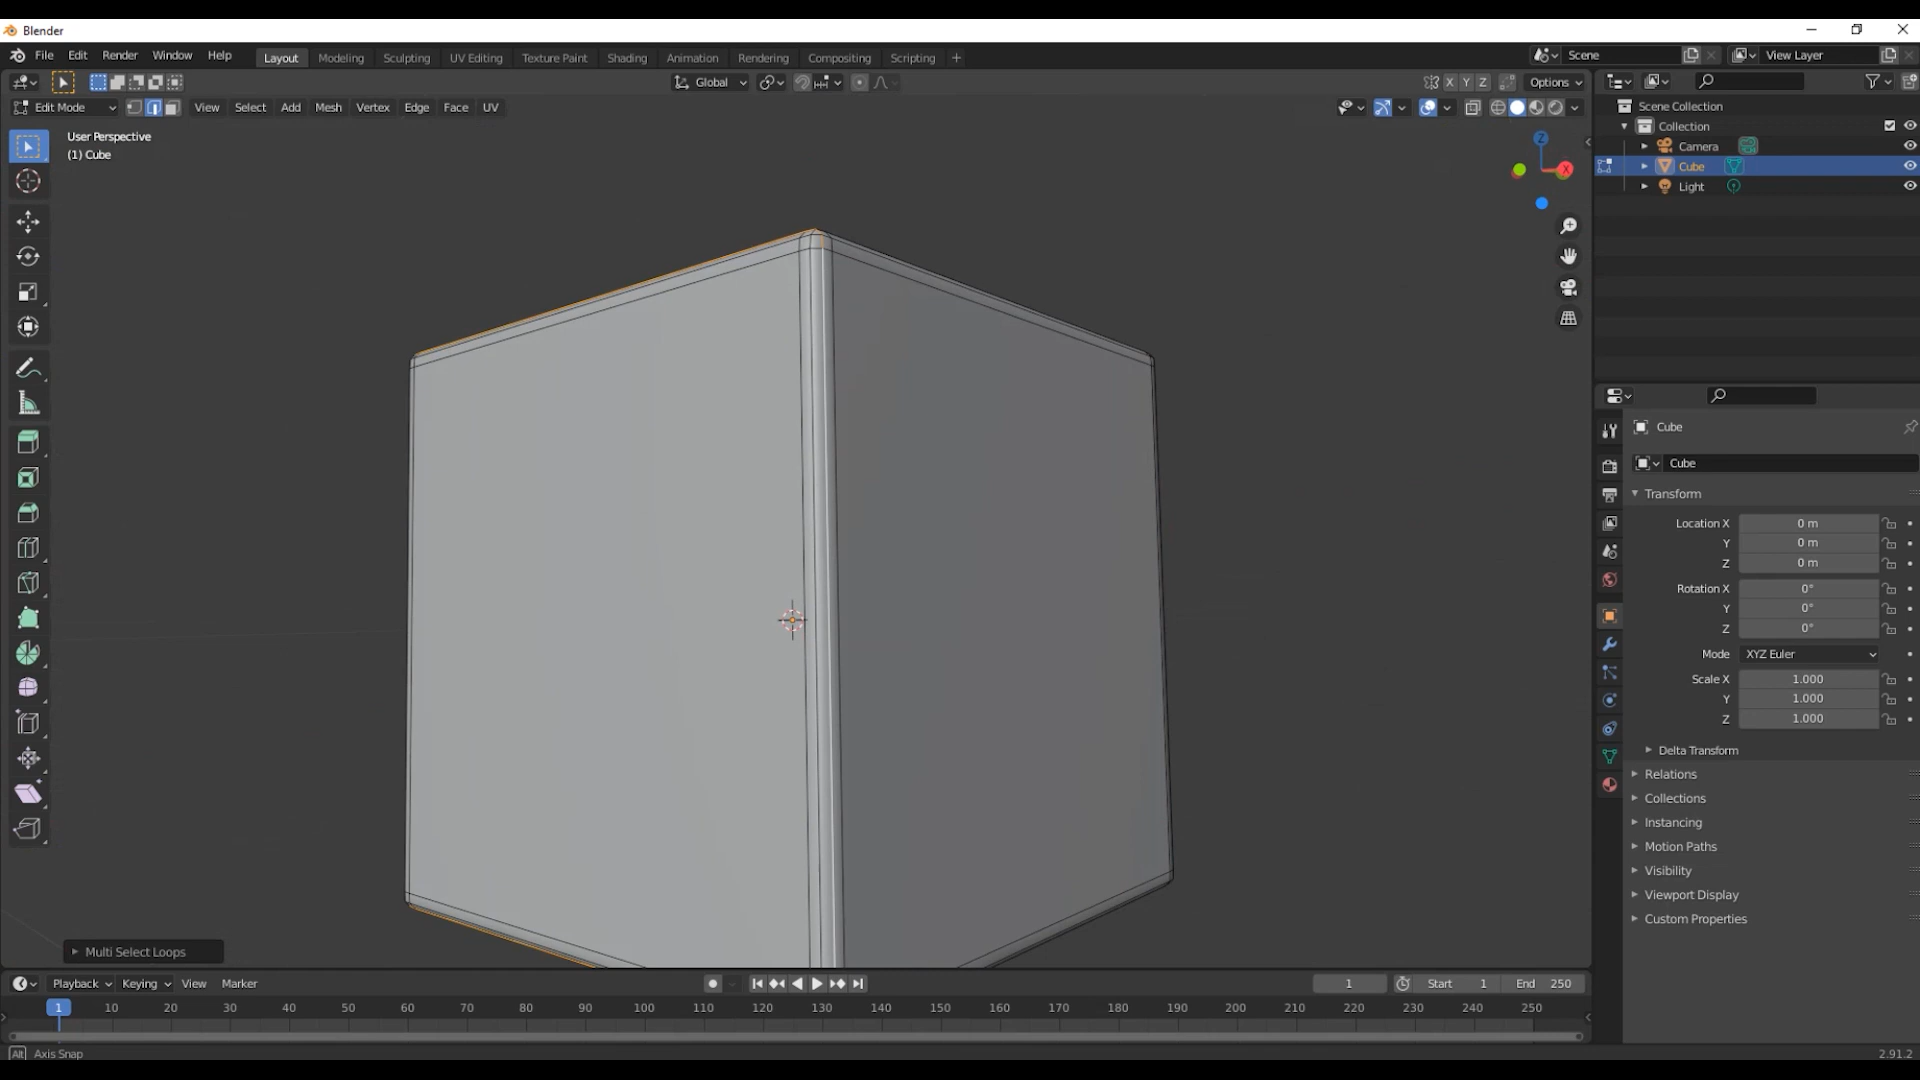 Blender
File Edit Render Window Help Layout Modeling Sculpting UV Editing Texture Paint Shading Animation Rendering Compositing Scripting + Scene View Layer
Global X Y Z Options
Edit Mode View Select Add Mesh Vertex Edge Face UV
User Perspective
(1) Cube
Z
X
Scene Collection
Collection
Camera
Cube
Light
Cube
Cube
Transform
Location X 0 m
Y 0 m
Z 0 m
Rotation X 0°
Y 0°
Z 0°
Mode XYZ Euler
Scale X 1.000
Y 1.000
Z 1.000
Delta Transform
Relations
Collections
Instancing
Motion Paths
Visibility
Viewport Display
Custom Properties
Multi Select Loops
Playback Keying View Marker 1 Start 1 End 250
1 10 20 30 40 50 60 70 80 90 100 110 120 130 140 150 160 170 180 190 200 210 220 230 240 250
Alt Axis Snap 2.91.2